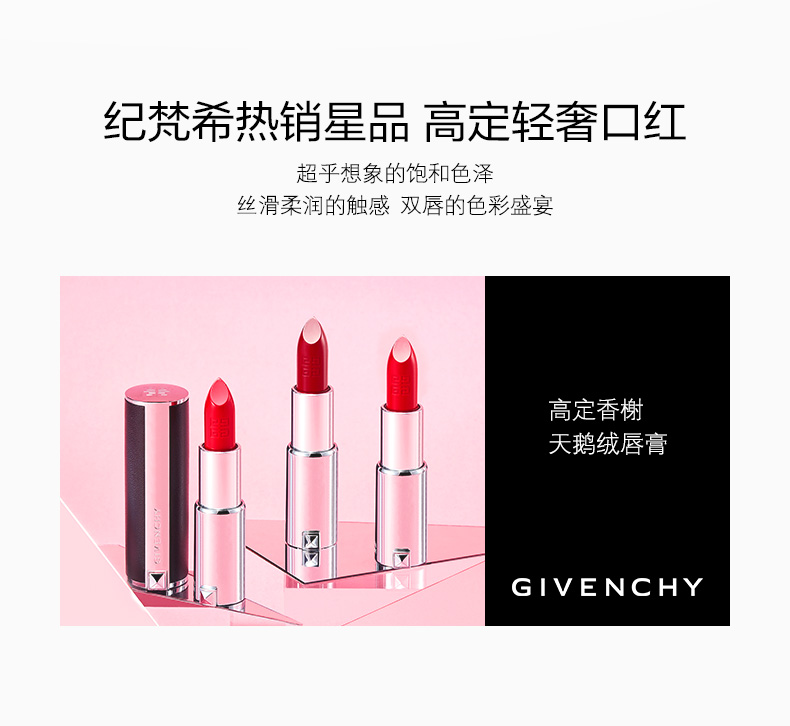 纪梵希热销星品 高定轻奢口红
超乎想象的饱和色泽
丝滑柔润的触感 双唇的色彩盛宴
高定香榭
天鹅绒唇膏
GIVENCHY
GIVENCHY